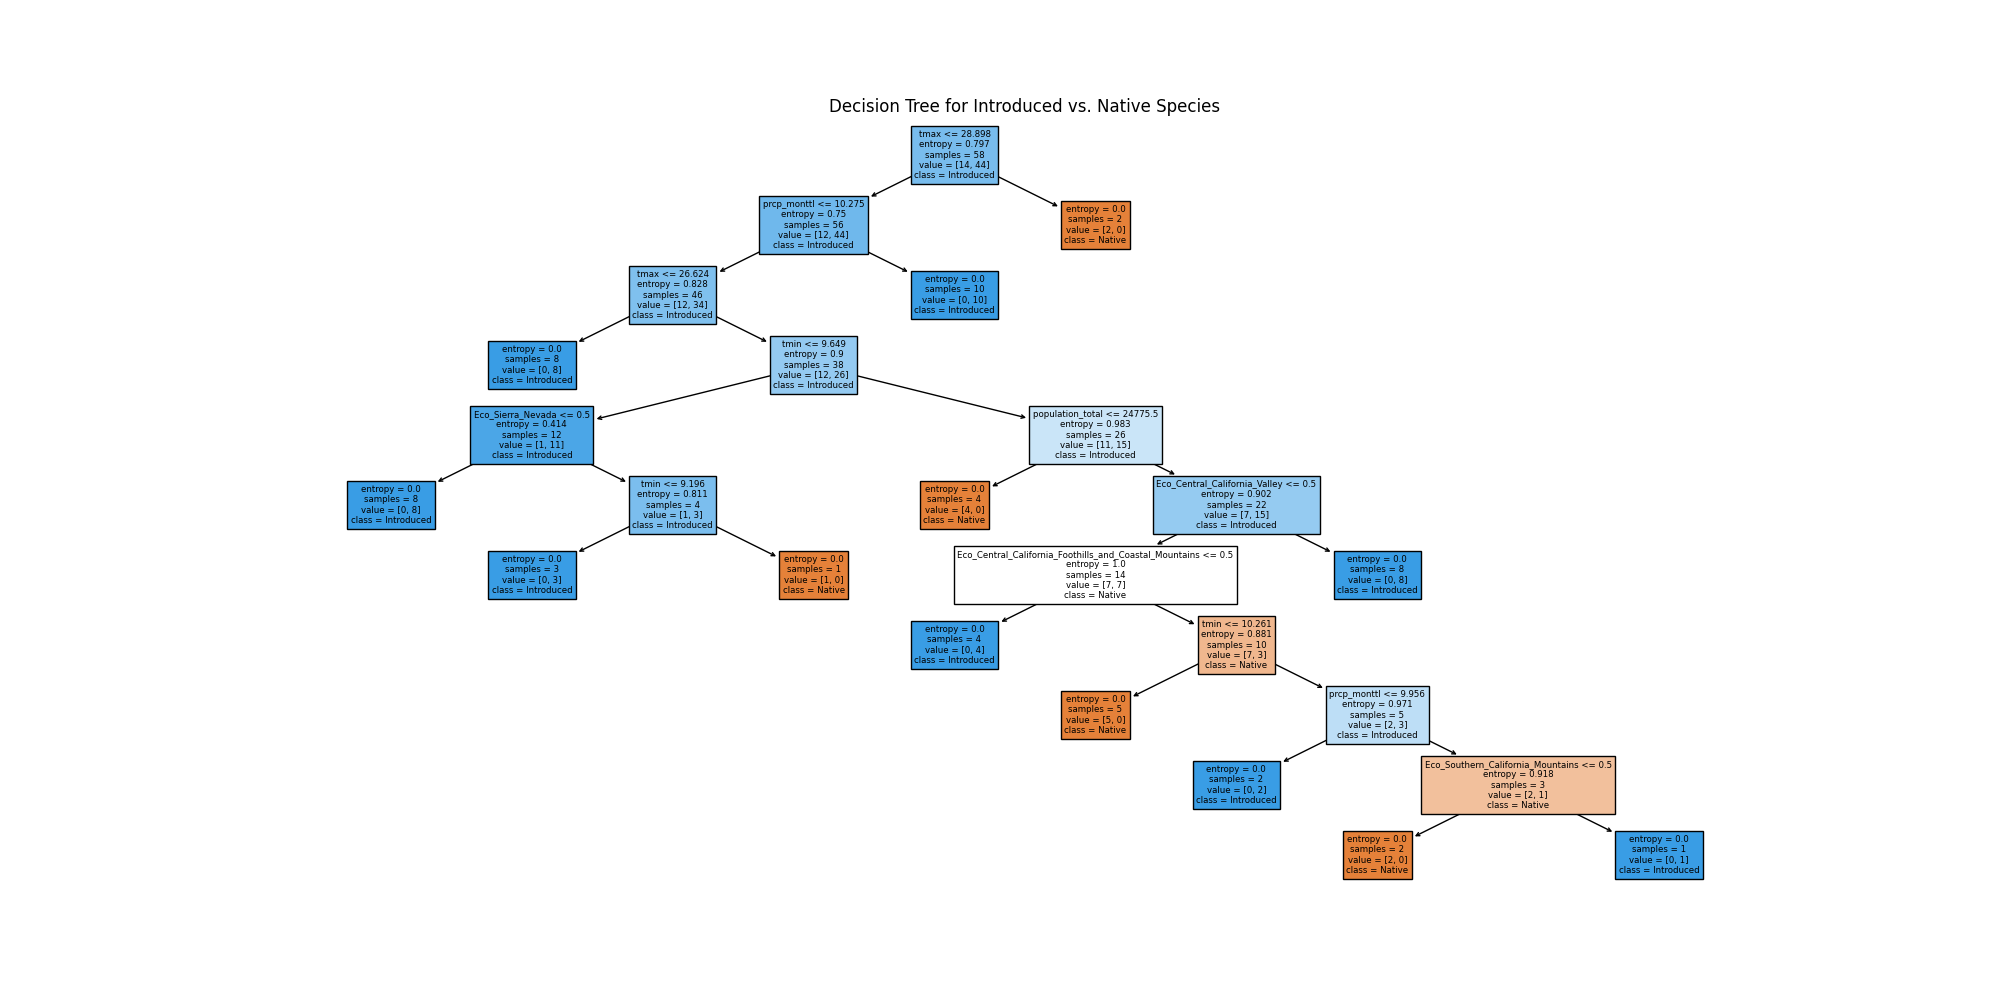 Decision Tree for Introduced vs. Native Species
tmax <= 28.898
entropy = 0.797
samples = 58
value = [14, 44]
class = Introduced
prcp_monttl <= 10.275
entropy = 0.75
samples = 56
value = [12, 44]
class = Introduced
entropy = 0.0
samples = 2
value = [2, 0]
class = Native
tmax <= 26.624
entropy = 0.828
samples = 46
value = [12, 34]
class = Introduced
entropy = 0.0
samples = 10
value = [0, 10]
class = Introduced
entropy = 0.0
samples = 8
value = [0, 8]
class = Introduced
tmin <= 9.649
entropy = 0.9
samples = 38
value = [12, 26]
class = Introduced
Eco_Sierra_Nevada <= 0.5
entropy = 0.414
samples = 12
value = [1, 11]
class = Introduced
population_total <= 24775.5
entropy = 0.983
samples = 26
value = [11, 15]
class = Introduced
entropy = 0.0
samples = 8
value = [0, 8]
class = Introduced
tmin <= 9.196
entropy = 0.811
samples = 4
value = [1, 3]
class = Introduced
entropy = 0.0
samples = 4
value = [4, 0]
class = Native
Eco_Central_California_Valley <= 0.5
entropy = 0.902
samples = 22
value = [7, 15]
class = Introduced
entropy = 0.0
samples = 3
value = [0, 3]
class = Introduced
entropy = 0.0
samples = 1
value = [1, 0]
class = Native
Eco_Central_California_Foothills_and_Coastal_Mountains <= 0.5
entropy = 1.0
samples = 14
value = [7, 7]
class = Native
entropy = 0.0
samples = 8
value = [0, 8]
class = Introduced
entropy = 0.0
samples = 4
value = [0, 4]
class = Introduced
tmin <= 10.261
entropy = 0.881
samples = 10
value = [7, 3]
class = Native
entropy = 0.0
samples = 5
value = [5, 0]
class = Native
prcp_monttl <= 9.956
entropy = 0.971
samples = 5
value = [2, 3]
class = Introduced
entropy = 0.0
samples = 2
value = [0, 2]
class = Introduced
Eco_Southern_California_Mountains <= 0.5
entropy = 0.918
samples = 3
value = [2, 1]
class = Native
entropy = 0.0
samples = 2
value = [2, 0]
class = Native
entropy = 0.0
samples = 1
value = [0, 1]
class = Introduced